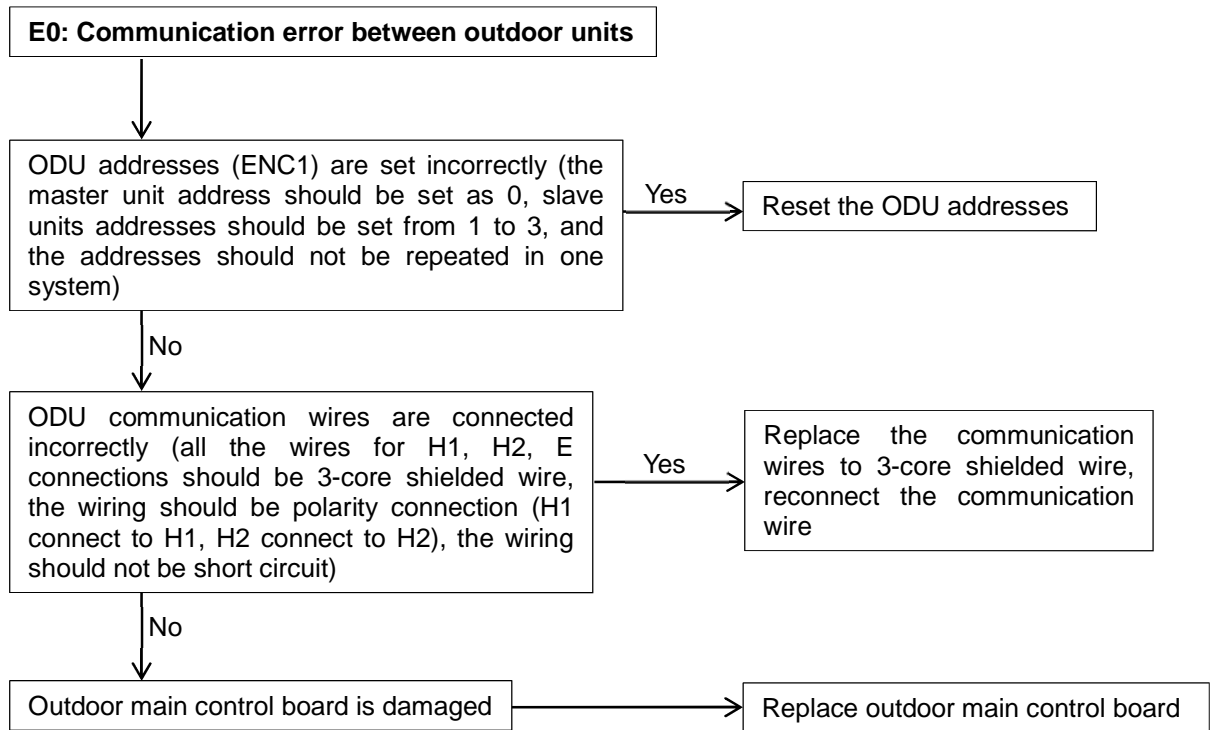 E0: Communication error between outdoor units
ODU addresses (ENC1) are set incorrectly (the
master unit address should be set as 0, slave
units addresses should be set from 1 to 3, and
the addresses should not be repeated in one
system)
Yes
Reset the ODU addresses
No
ODU communication wires are connected
incorrectly (all the wires for H1, H2, E
connections should be 3-core shielded wire,
the wiring should be polarity connection (H1
connect to H1, H2 connect to H2), the wiring
should not be short circuit)
Yes
Replace the communication
wires to 3-core shielded wire,
reconnect the communication
wire
No
Outdoor main control board is damaged
Replace outdoor main control board